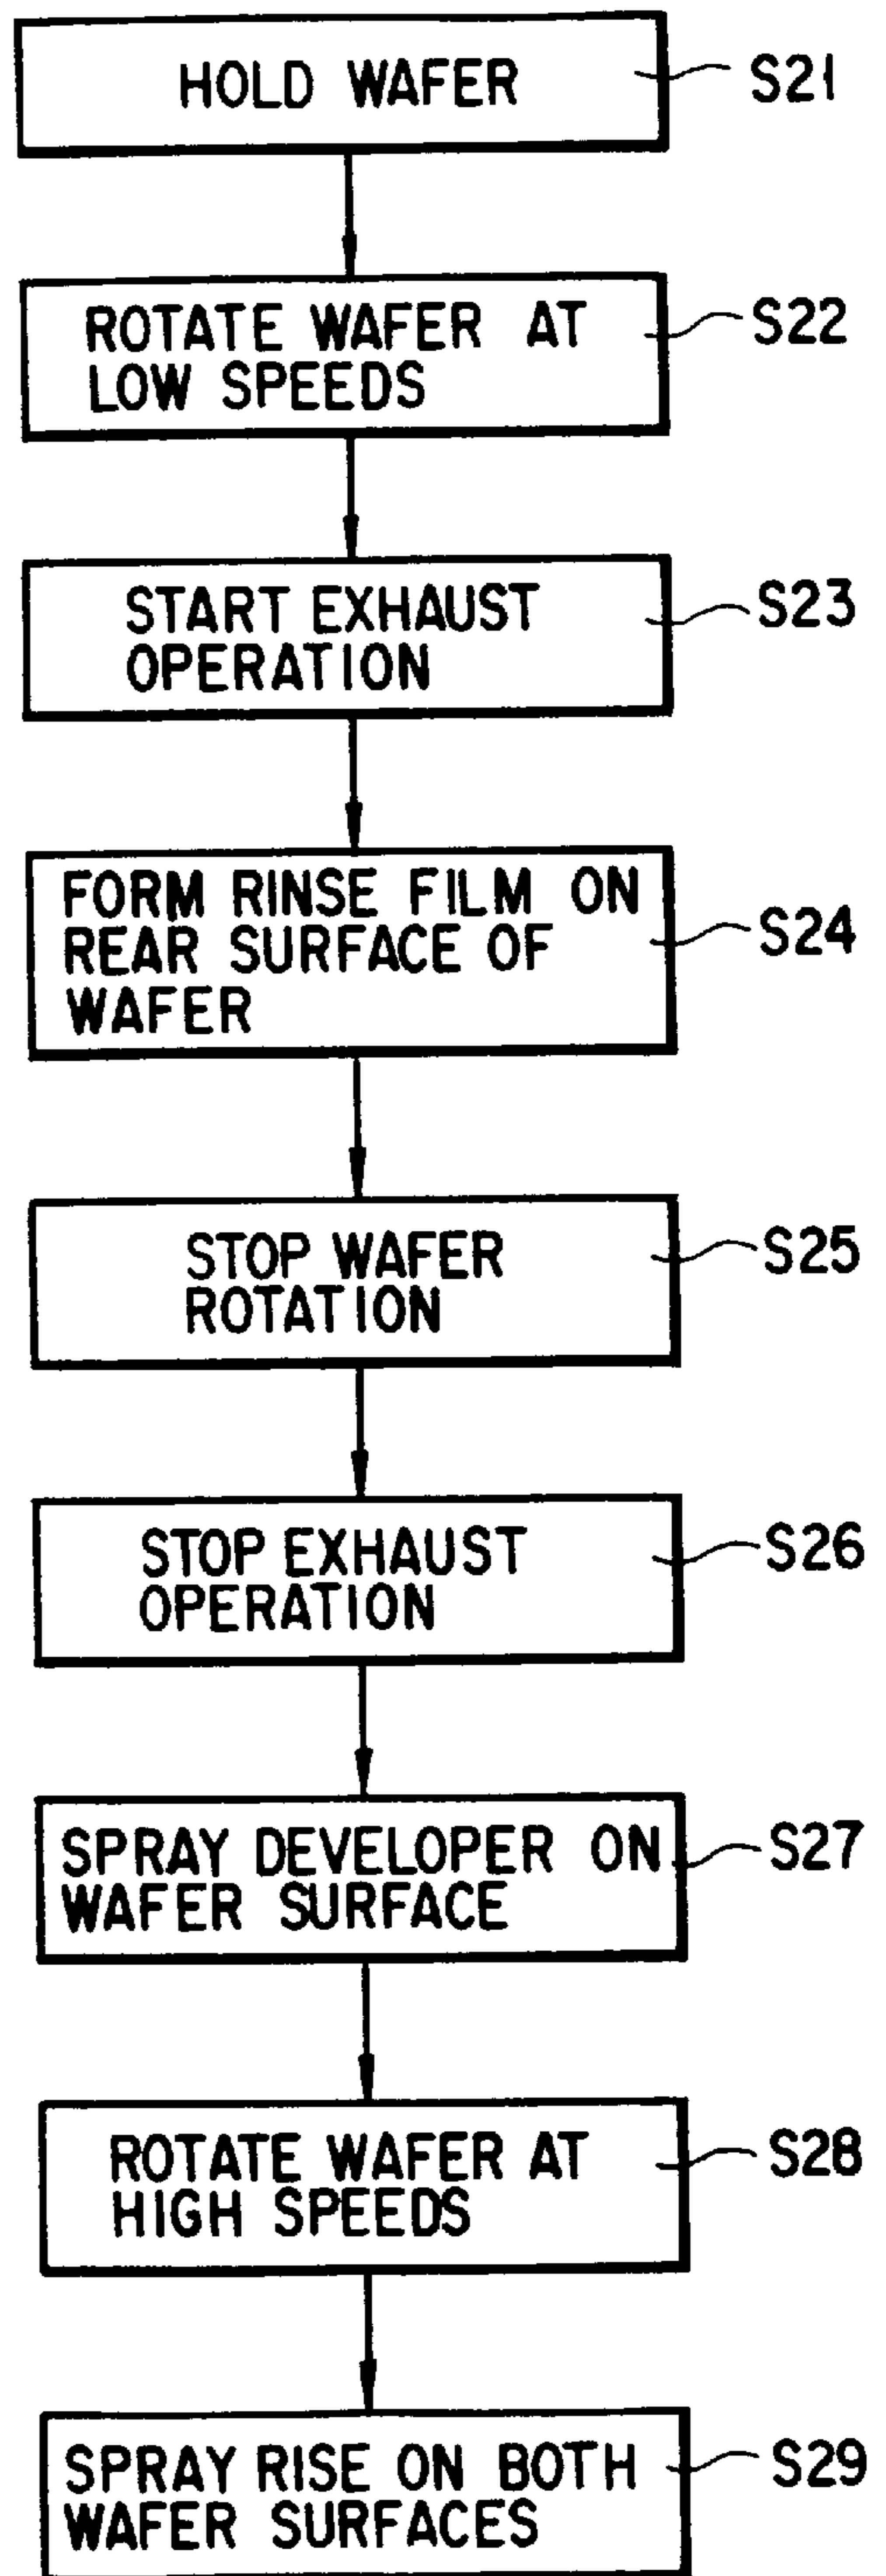 HOLD WAFER
S21
ROTATE WAFER AT
LOW SPEEDS
S22
START EXHAUST
OPERATION
S23
FORM RINSE FILM ON
REAR SURFACE OF
WAFER
S24
STOP WAFER
ROTATION
S25
STOP EXHAUST
OPERATION
S26
SPRAY DEVELOPER ON
WAFER SURFACE
S27
ROTATE WAFER AT
HIGH SPEEDS
S28
SPRAY RISE ON BOTH
WAFER SURFACES
S29